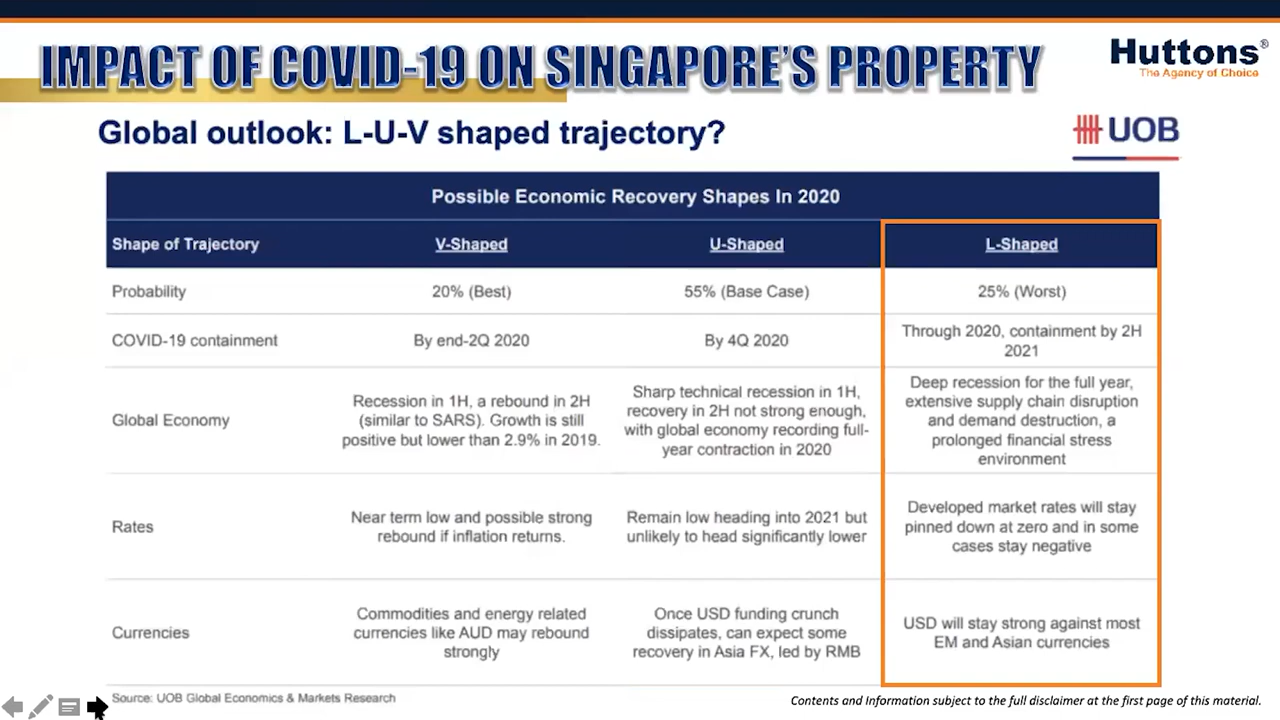 IMPACT OF COVID-19 ON SINGAPORE'S PROPERTY
Huttons®
The Agency of Choice
Global outlook: L-U-V shaped trajectory?
UOB
Possible Economic Recovery Shapes In 2020
Shape of Trajectory
V-Shaped
U-Shaped
L-Shaped
Probability
20% (Best)
55% (Base Case)
25% (Worst)
COVID-19 containment
By end-2Q 2020
By 4Q 2020
Through 2020, containment by 2H
2021
Global Economy
Recession in 1H, a rebound in 2H
(similar to SARS). Growth is still
positive but lower than 2.9% in 2019.
Sharp technical recession in 1H,
recovery in 2H not strong enough,
with global economy recording full-
year contraction in 2020
Deep recession for the full year,
extensive supply chain disruption
and demand destruction, a
prolonged financial stress
environment
Rates
Near term low and possible strong
rebound if inflation returns.
Remain low heading into 2021 but
unlikely to head significantly lower
Developed market rates will stay
pinned down at zero and in some
cases stay negative
Currencies
Commodities and energy related
currencies like AUD may rebound
strongly
Once USD funding crunch
dissipates, can expect some
recovery in Asia FX, led by RMB
USD will stay strong against most
EM and Asian currencies
Source: UOB Global Economics & Markets Research
Contents and Information subject to the full disclaimer at the first page of this material.